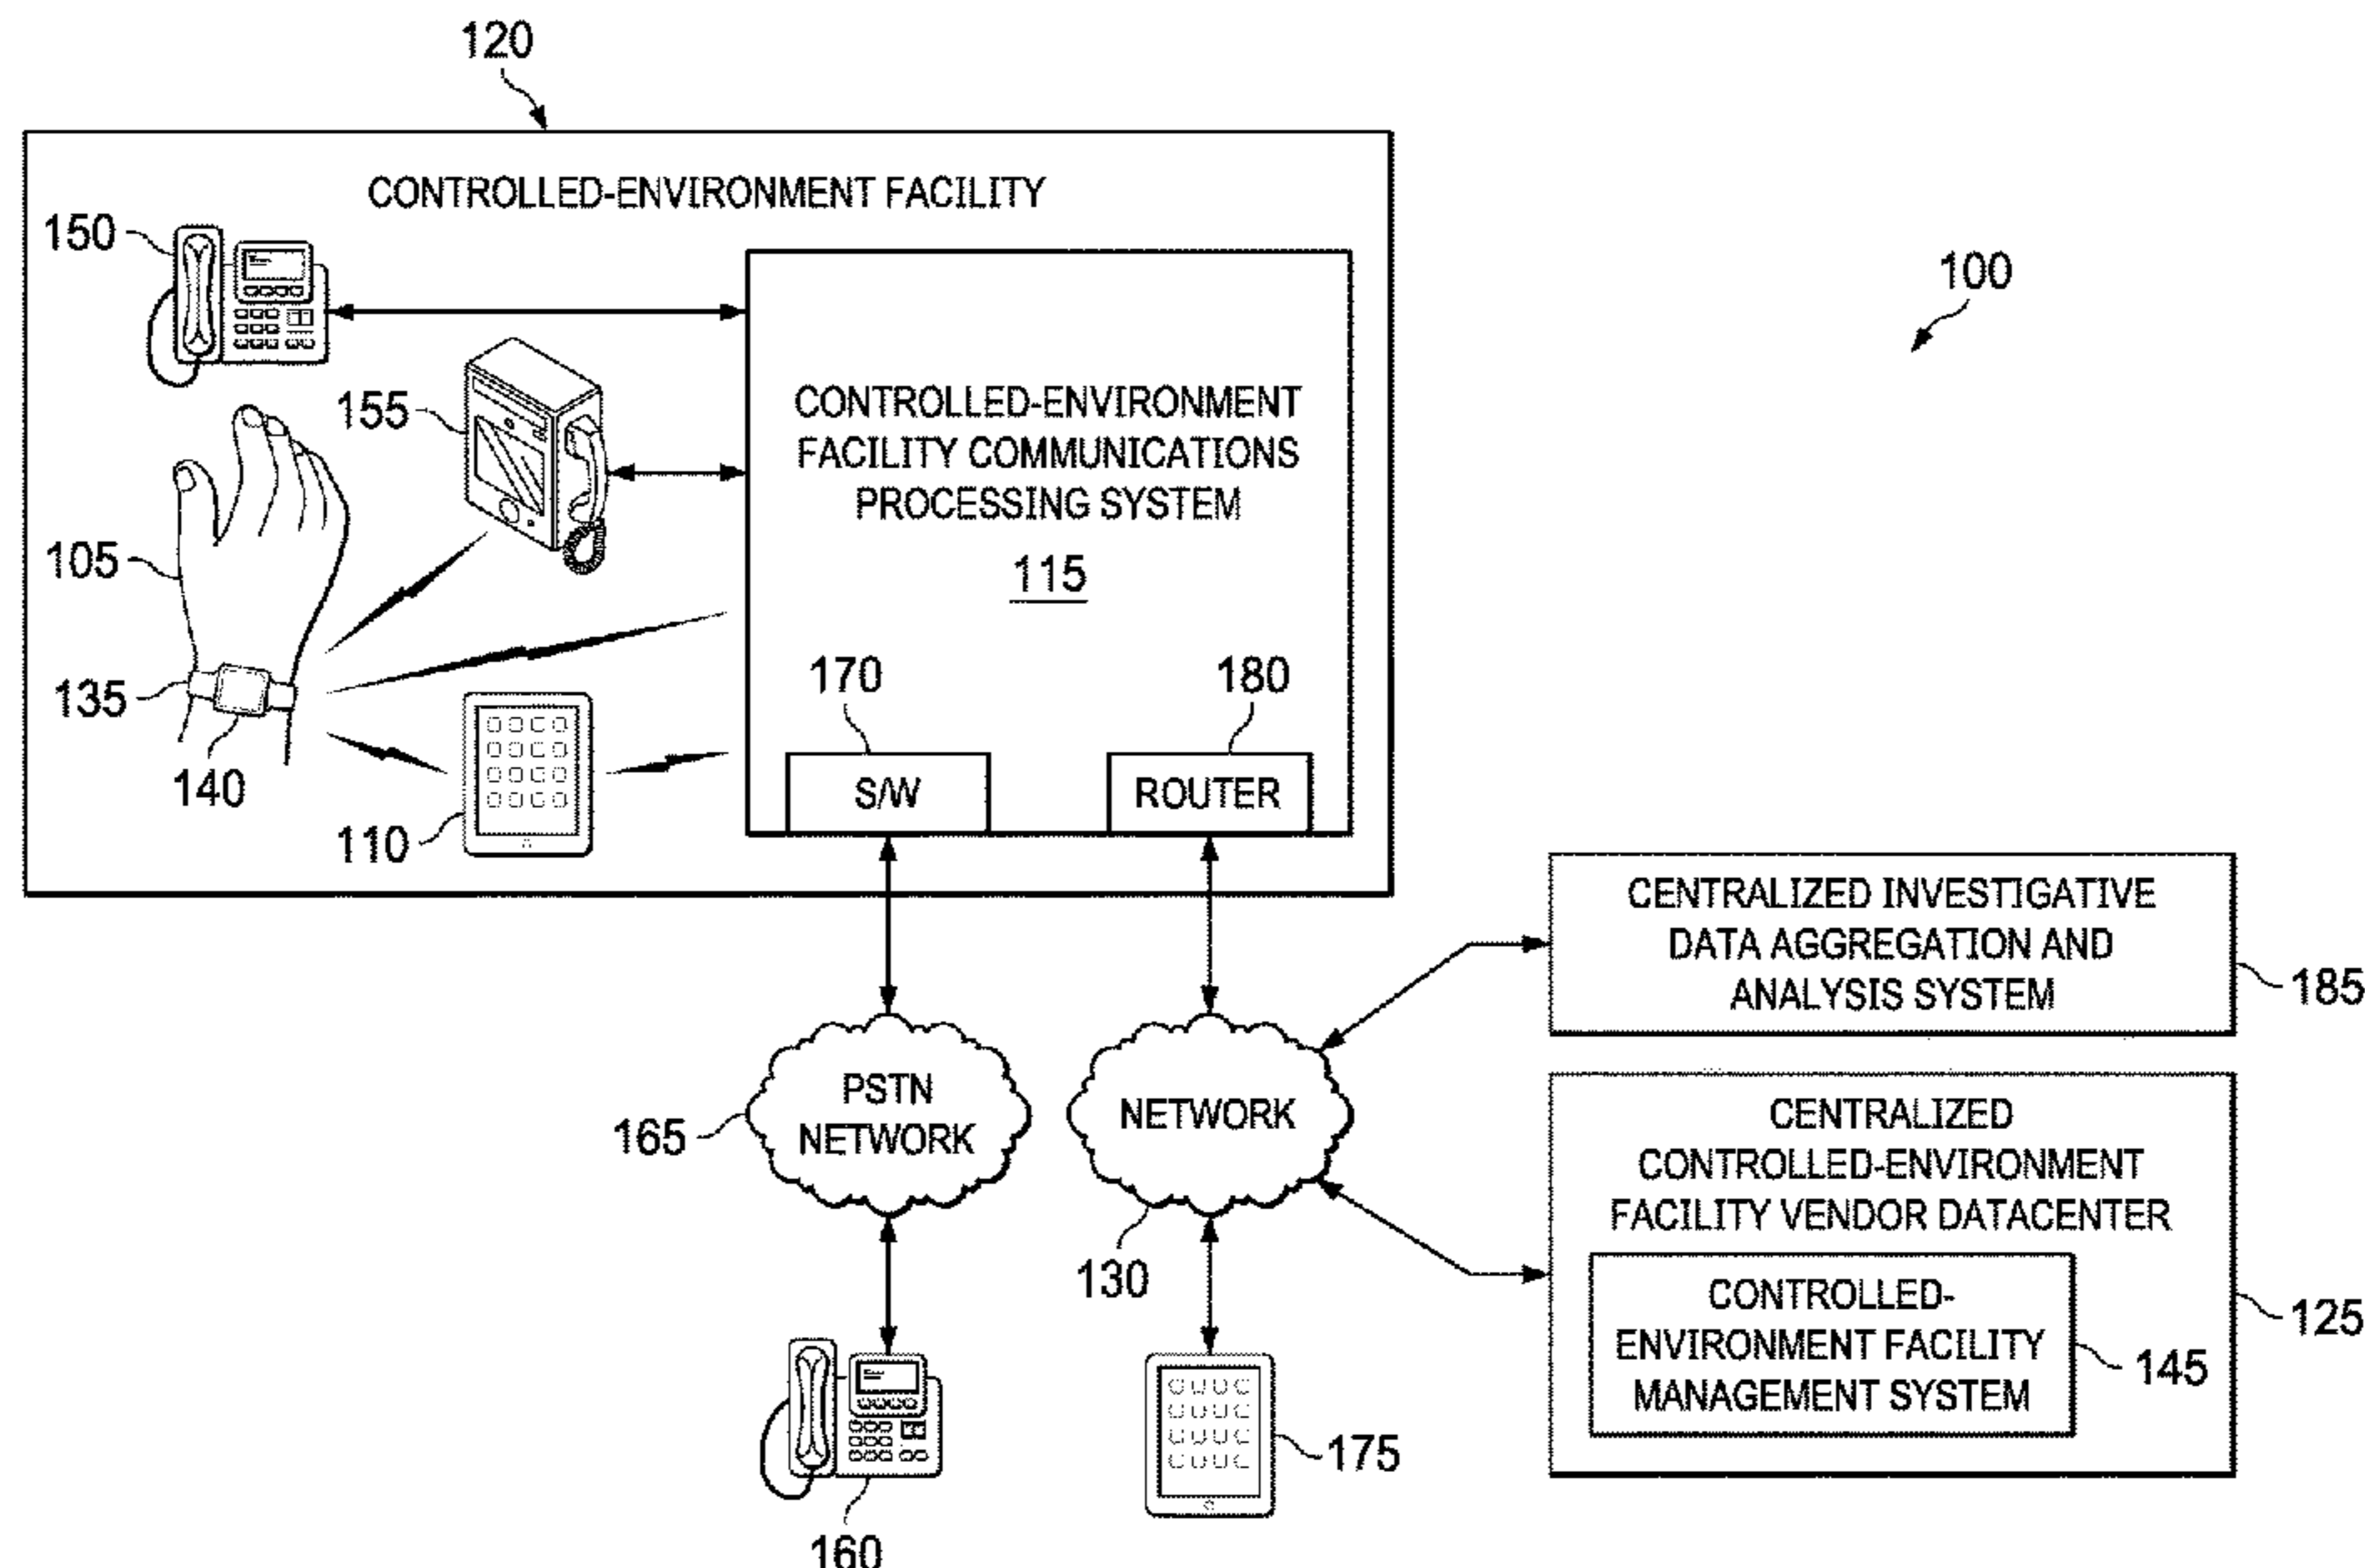 120
CONTROLLED-ENVIRONMENT FACILITY
150
100
155
CONTROLLED-ENVIRONMENT
FACILITY COMMUNICATIONS
PROCESSING SYSTEM
115
105
135
140
110
170
180
S/W
ROUTER
CENTRALIZED INVESTIGATIVE
DATA AGGREGATION AND
ANALYSIS SYSTEM
185
PSTN
NETWORK
165
NETWORK
130
CENTRALIZED
CONTROLLED-ENVIRONMENT
FACILITY VENDOR DATACENTER
125
CONTROLLED-
ENVIRONMENT FACILITY
MANAGEMENT SYSTEM
145
160
175